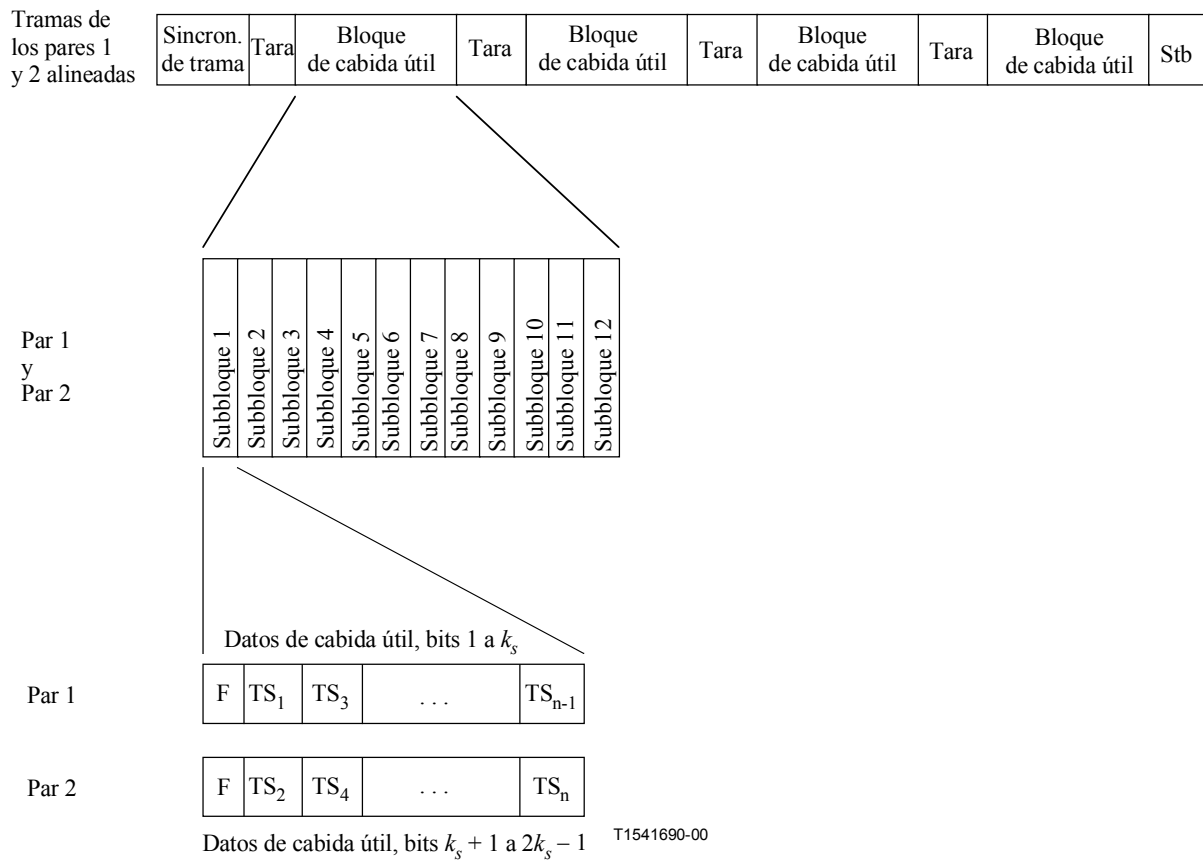 Tramas de
los pares 1
y 2 alineadas
Sincron.
de trama
Tara
Bloque
de cabida útil
Tara
Bloque
de cabida útil
Tara
Bloque
de cabida útil
Tara
Bloque
de cabida útil
Stb
Par 1
y
Par 2
Subbloque 1
Subbloque 2
Subbloque 3
Subbloque 4
Subbloque 5
Subbloque 6
Subbloque 7
Subbloque 8
Subbloque 9
Subbloque 10
Subbloque 11
Subbloque 12
Datos de cabida útil, bits 1 a kₛ
Par 1
F TS₁ TS₃ . . . TSₙ₋₁
Par 2
F TS₂ TS₄ . . . TSₙ
Datos de cabida útil, bits kₛ + 1 a 2kₛ – 1
T1541690-00